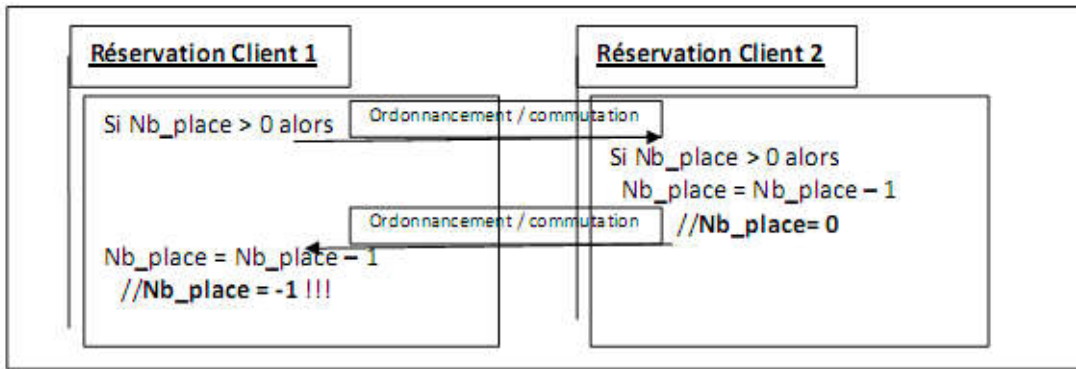 Réservation Client 1
Réservation Client 2
Si Nb_place > 0 alors
Ordonnancement / commutation
Si Nb_place > 0 alors
Nb_place = Nb_place – 1
//Nb_place= 0
Ordonnancement / commutation
Nb_place = Nb_place – 1
//Nb_place = -1 !!!